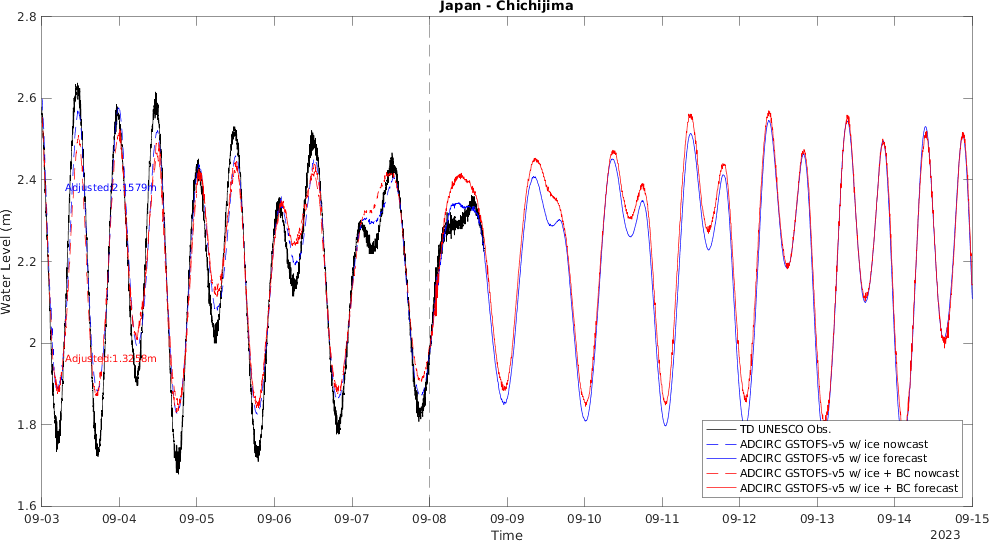 Japan - Chichijima
2.8
2.6
2.4
2.2
2
1.8
1.6
Water Level (m)
Adjusted:2.1579m
Adjusted:1.3258m
TD UNESCO Obs.
ADCIRC GSTOFS-v5 w/ ice nowcast
ADCIRC GSTOFS-v5 w/ ice forecast
ADCIRC GSTOFS-v5 w/ ice + BC nowcast
ADCIRC GSTOFS-v5 w/ ice + BC forecast
09-03 09-04 09-05 09-06 09-07 09-08 09-09 09-10 09-11 09-12 09-13 09-14 09-15
Time
2023